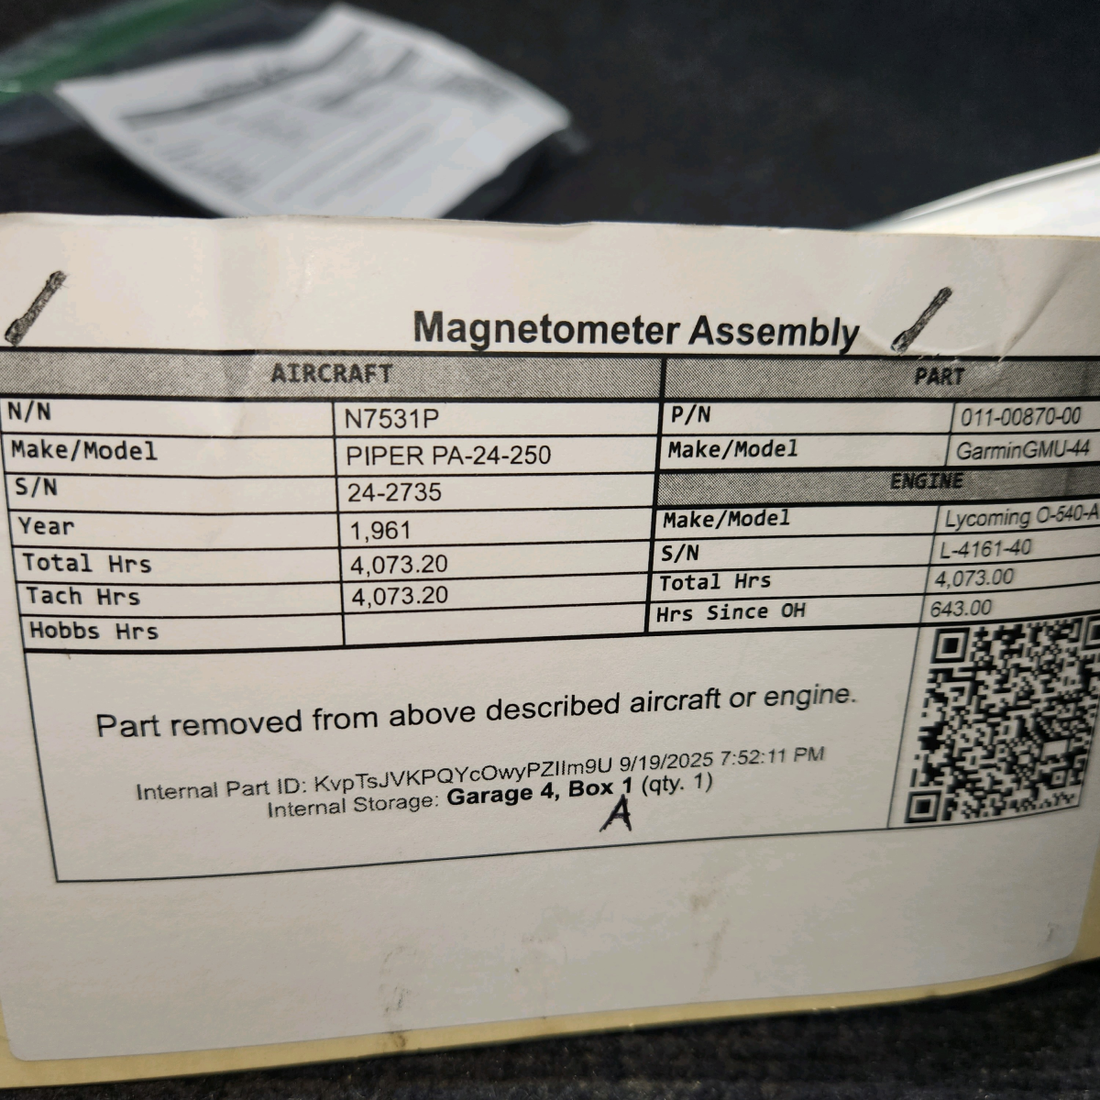 Magnetometer Assembly
AIRCRAFT PART
N/N N7531P P/N 011-00870-00
Make/Model PIPER PA-24-250 Make/Model GarminGMU-44
S/N 24-2735 ENGINE
Year 1,961 Make/Model Lycoming O-540-A
Total Hrs 4,073.20 S/N L-4161-40
Tach Hrs 4,073.20 Total Hrs 4,073.00
Hobbs Hrs Hrs Since OH 643.00
Part removed from above described aircraft or engine.
Internal Part ID: KvpTsJVKPQYcOwyPZIIm9U 9/19/2025 7:52:11 PM
Internal Storage: Garage 4, Box 1 (qty. 1)
A